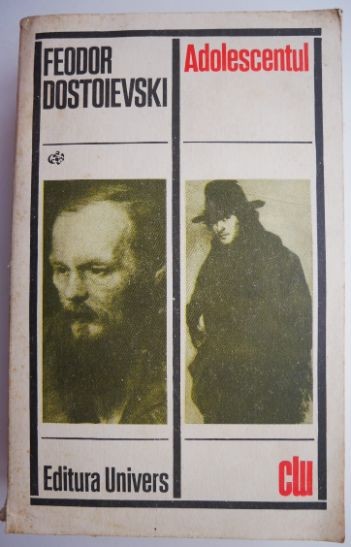 FEODOR
DOSTOIEVSKI
Adolescentul
Editura Univers
clu